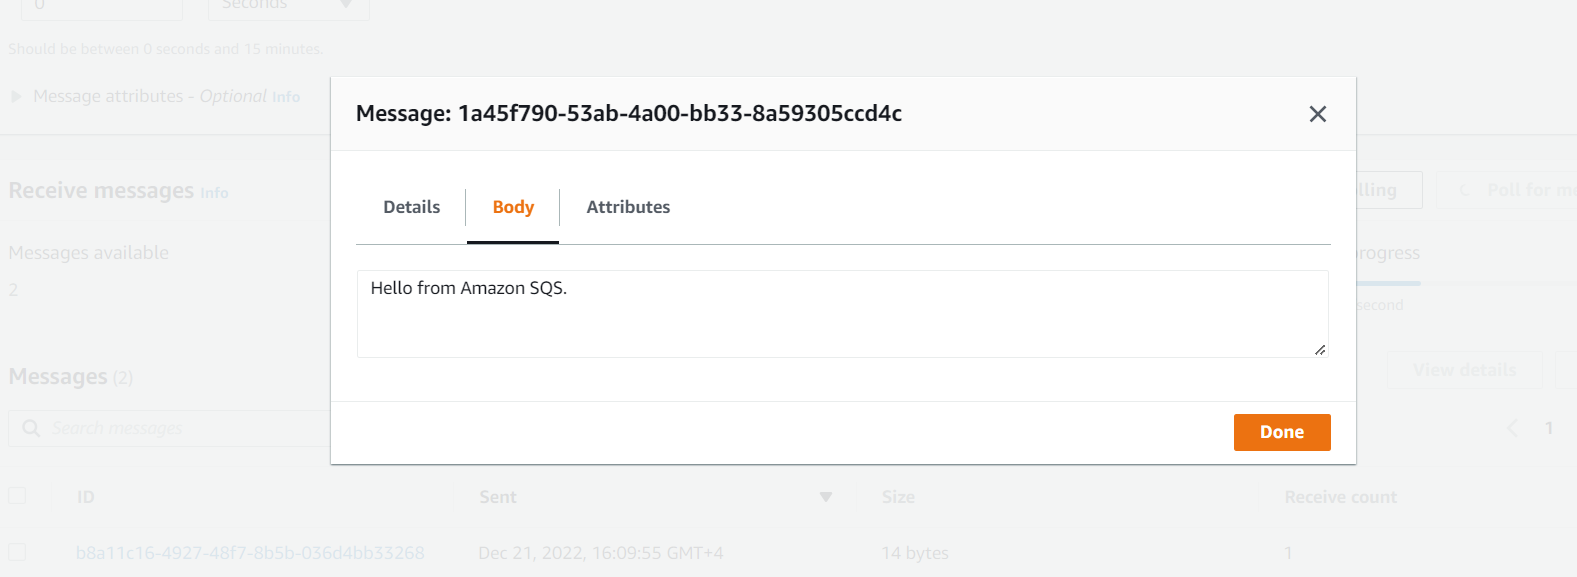 0
Seconds
Should be between 0 seconds and 15 minutes.
Message attributes - Optional Info
Message: 1a45f790-53ab-4a00-bb33-8a59305ccd4c
Receive messages Info
lling
Poll for me
Details
Body
Attributes
Messages available
rogress
2
Hello from Amazon SQS.
second
Messages (2)
View details
Search messages
1
Done
ID
Sent
Size
Receive count
b8a11c16-4927-48f7-8b5b-036d4bb33268
Dec 21, 2022, 16:09:55 GMT+4
14 bytes
1